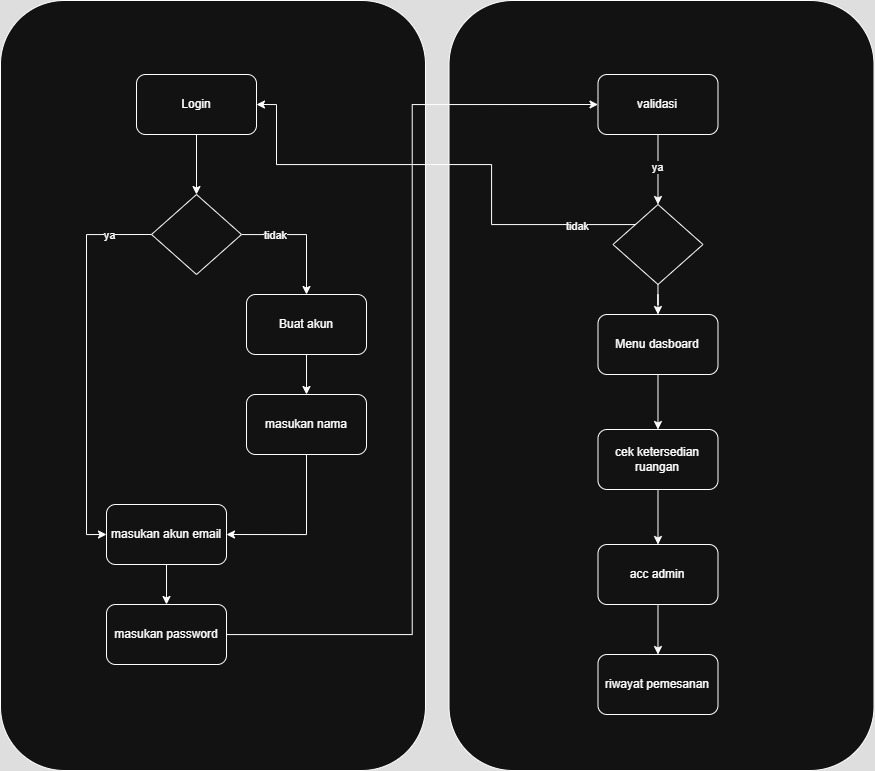 Login
ya
tidak
Buat akun
masukan nama
masukan akun email
masukan password
validasi
ya
tidak
Menu dasboard
cek ketersedian
ruangan
acc admin
riwayat pemesanan